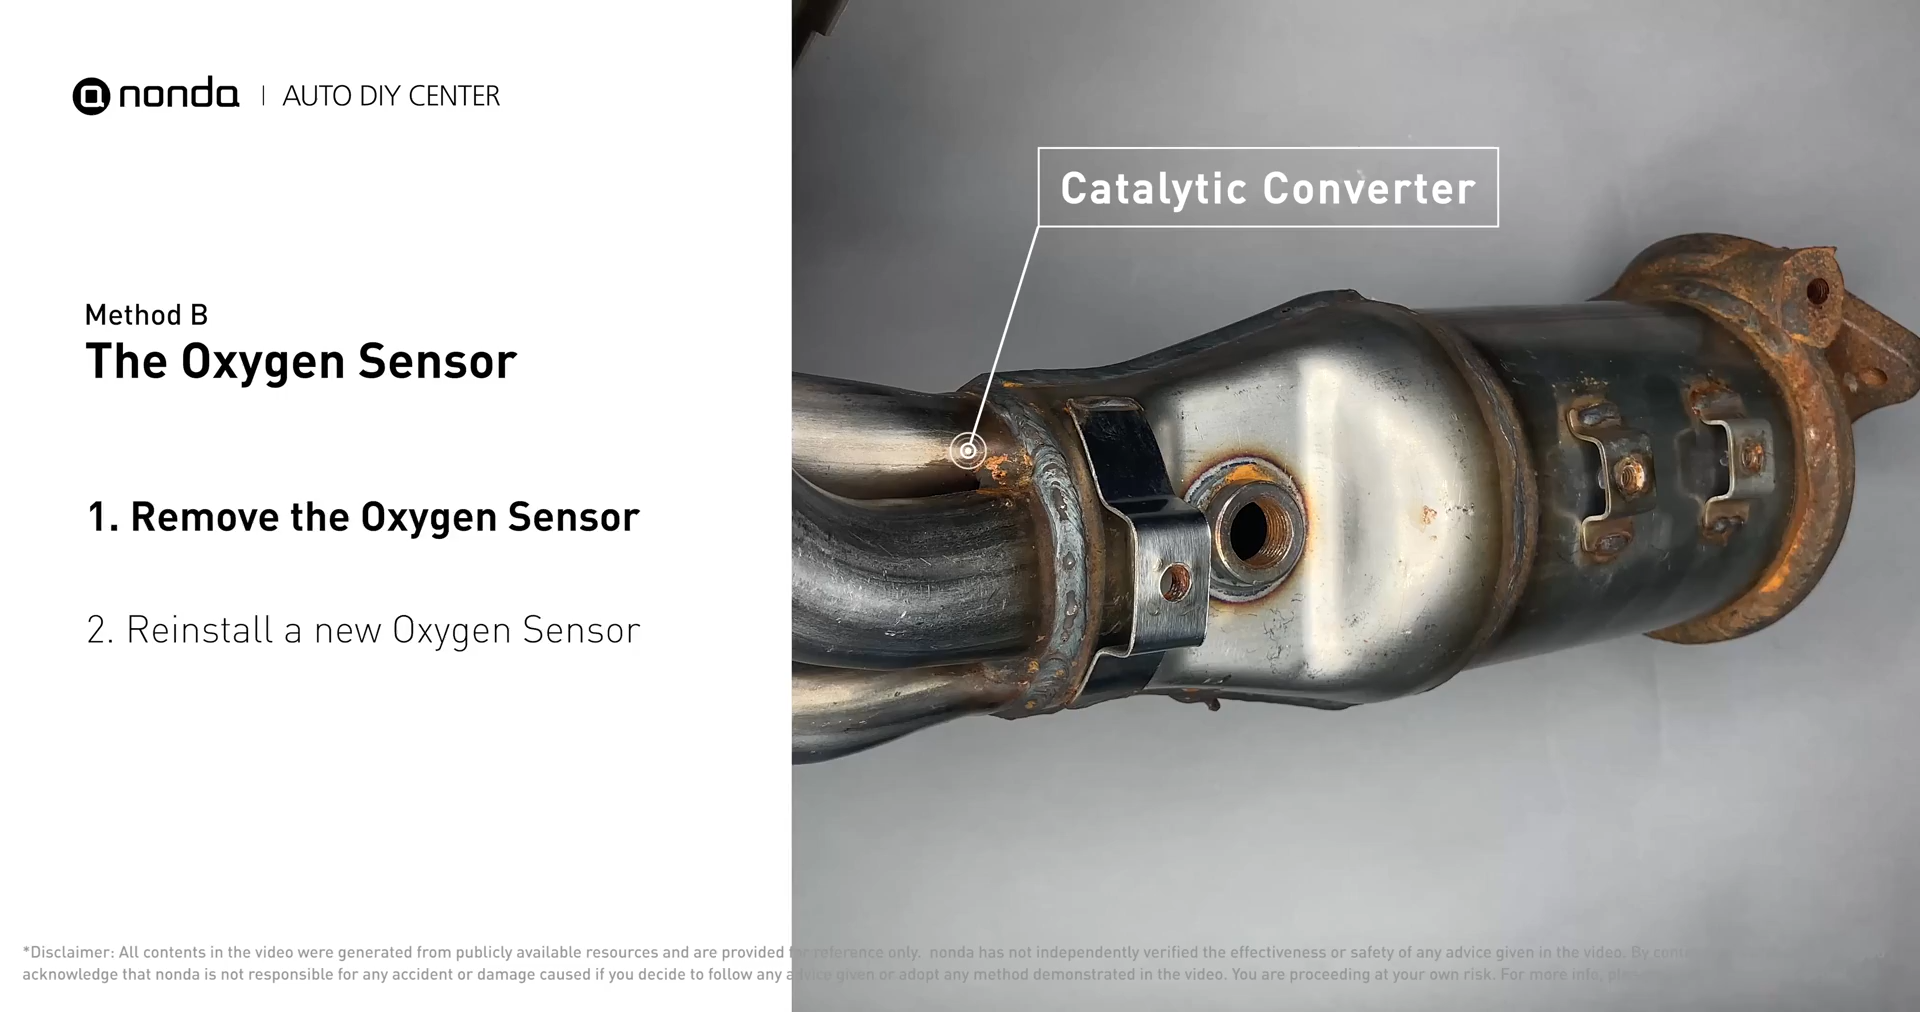 nonda | AUTO DIY CENTER
Catalytic Converter
Method B
The Oxygen Sensor
1. Remove the Oxygen Sensor
2. Reinstall a new Oxygen Sensor
*Disclaimer: All contents in the video were generated from publicly available resources and are provided for reference only. nonda has not independently verified the effectiveness or safety of any advice given in the video. By
acknowledge that nonda is not responsible for any accident or damage caused if you decide to follow any advice given or adopt any method demonstrated in the video. You are proceeding at your own risk. For more info,